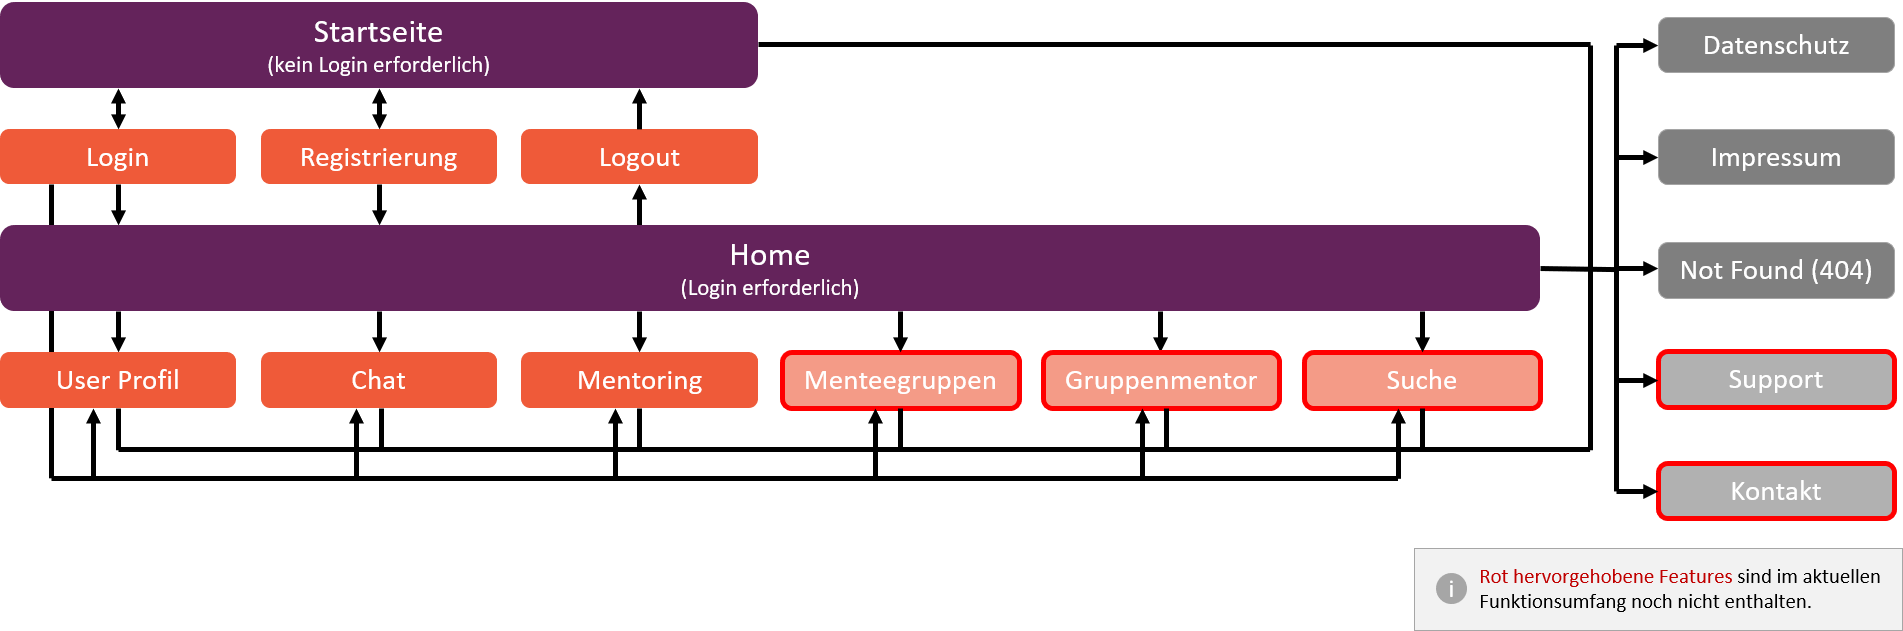 Startseite
(kein Login erforderlich)
Datenschutz
Login
Registrierung
Logout
Impressum
Home
(Login erforderlich)
Not Found (404)
User Profil
Chat
Mentoring
Menteegruppen
Gruppenmentor
Suche
Support
Kontakt
i
Rot hervorgehobene Features sind im aktuellen
Funktionsumfang noch nicht enthalten.